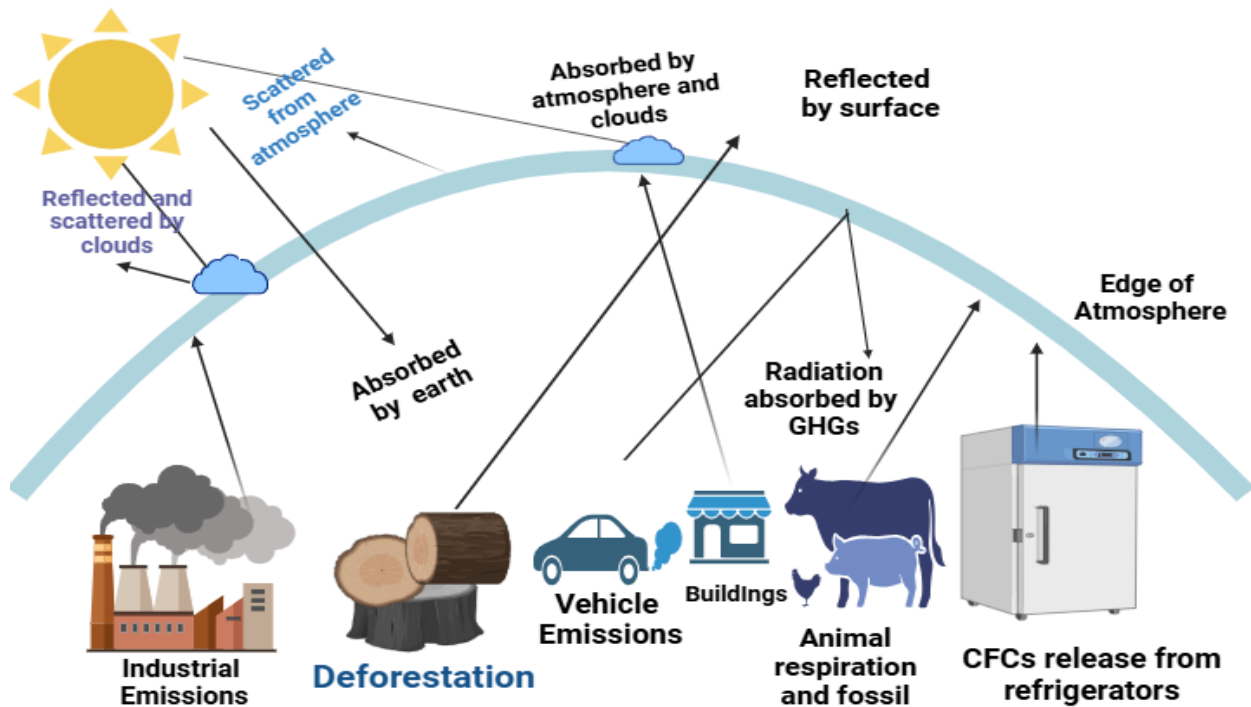 Scattered
from
atmosphere
Absorbed by
atmosphere and
clouds
Reflected
by surface
Reflected and
scattered by
clouds
Edge of
Atmosphere
Absorbed
by earth
Radiation
absorbed by
GHGs
Industrial
Emissions
Deforestation
Vehicle
Emissions
BuildIngs
Animal
respiration
and fossil
CFCs release from
refrigerators